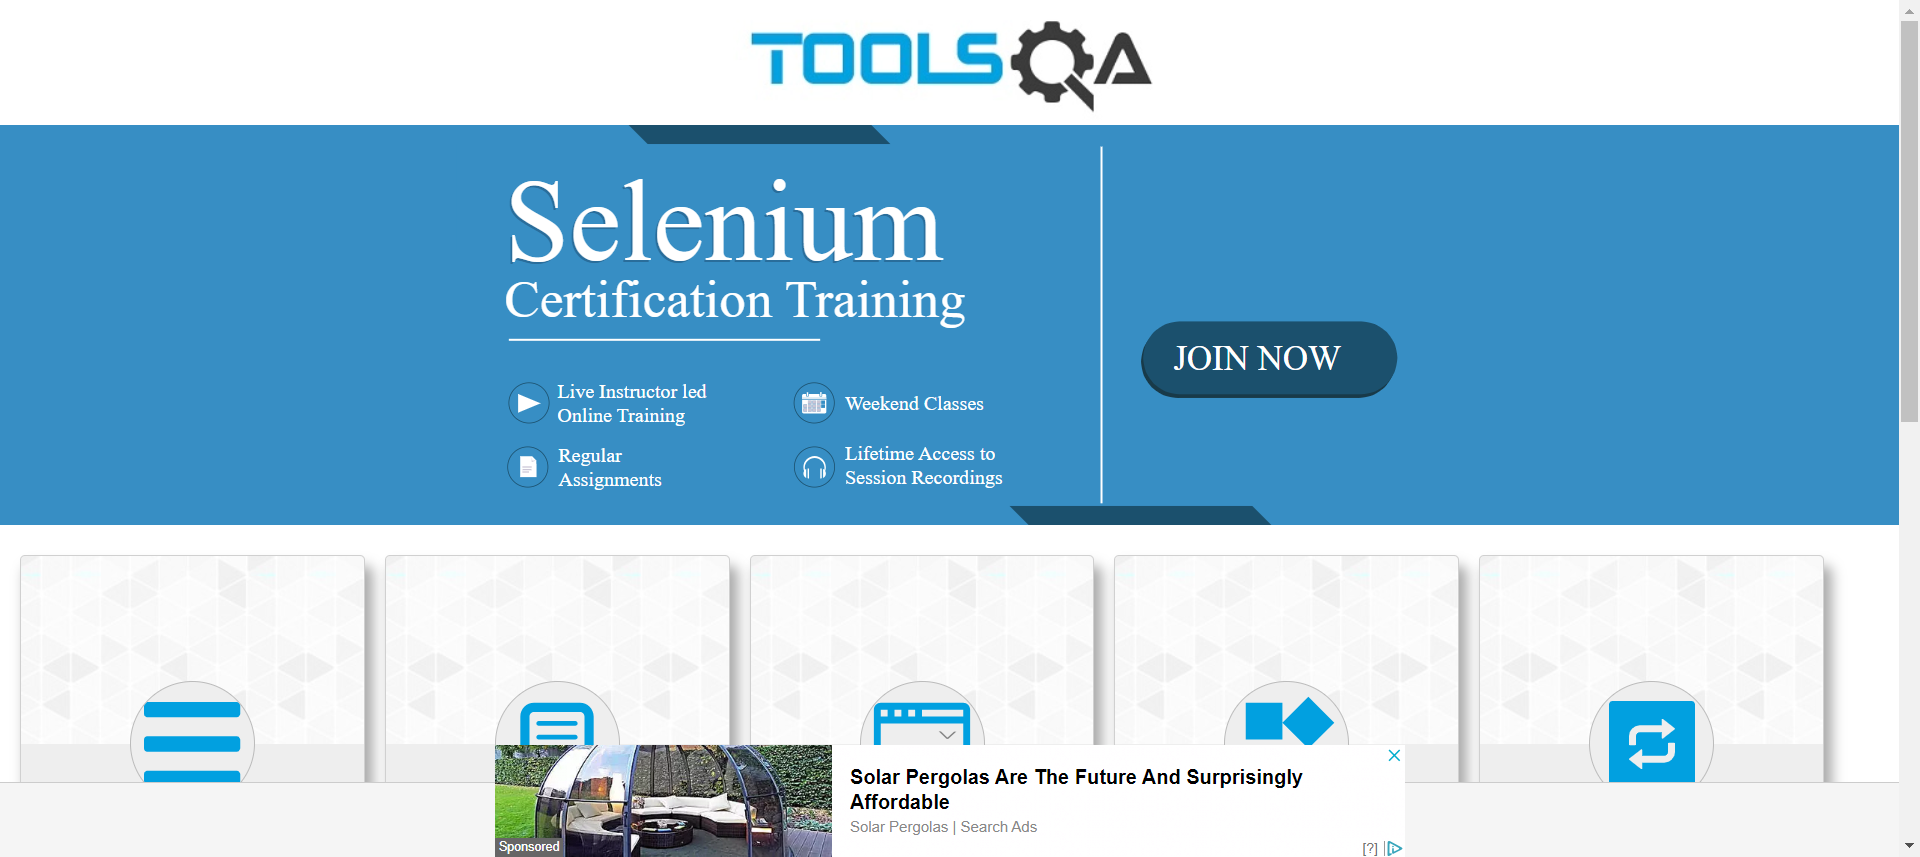 TOOLSQA
Selenium
Certification Training
Live Instructor led
Online Training
Weekend Classes
Regular
Assignments
Lifetime Access to
Session Recordings
JOIN NOW
Solar Pergolas Are The Future And Surprisingly
Affordable
Solar Pergolas | Search Ads
Sponsored
[?]